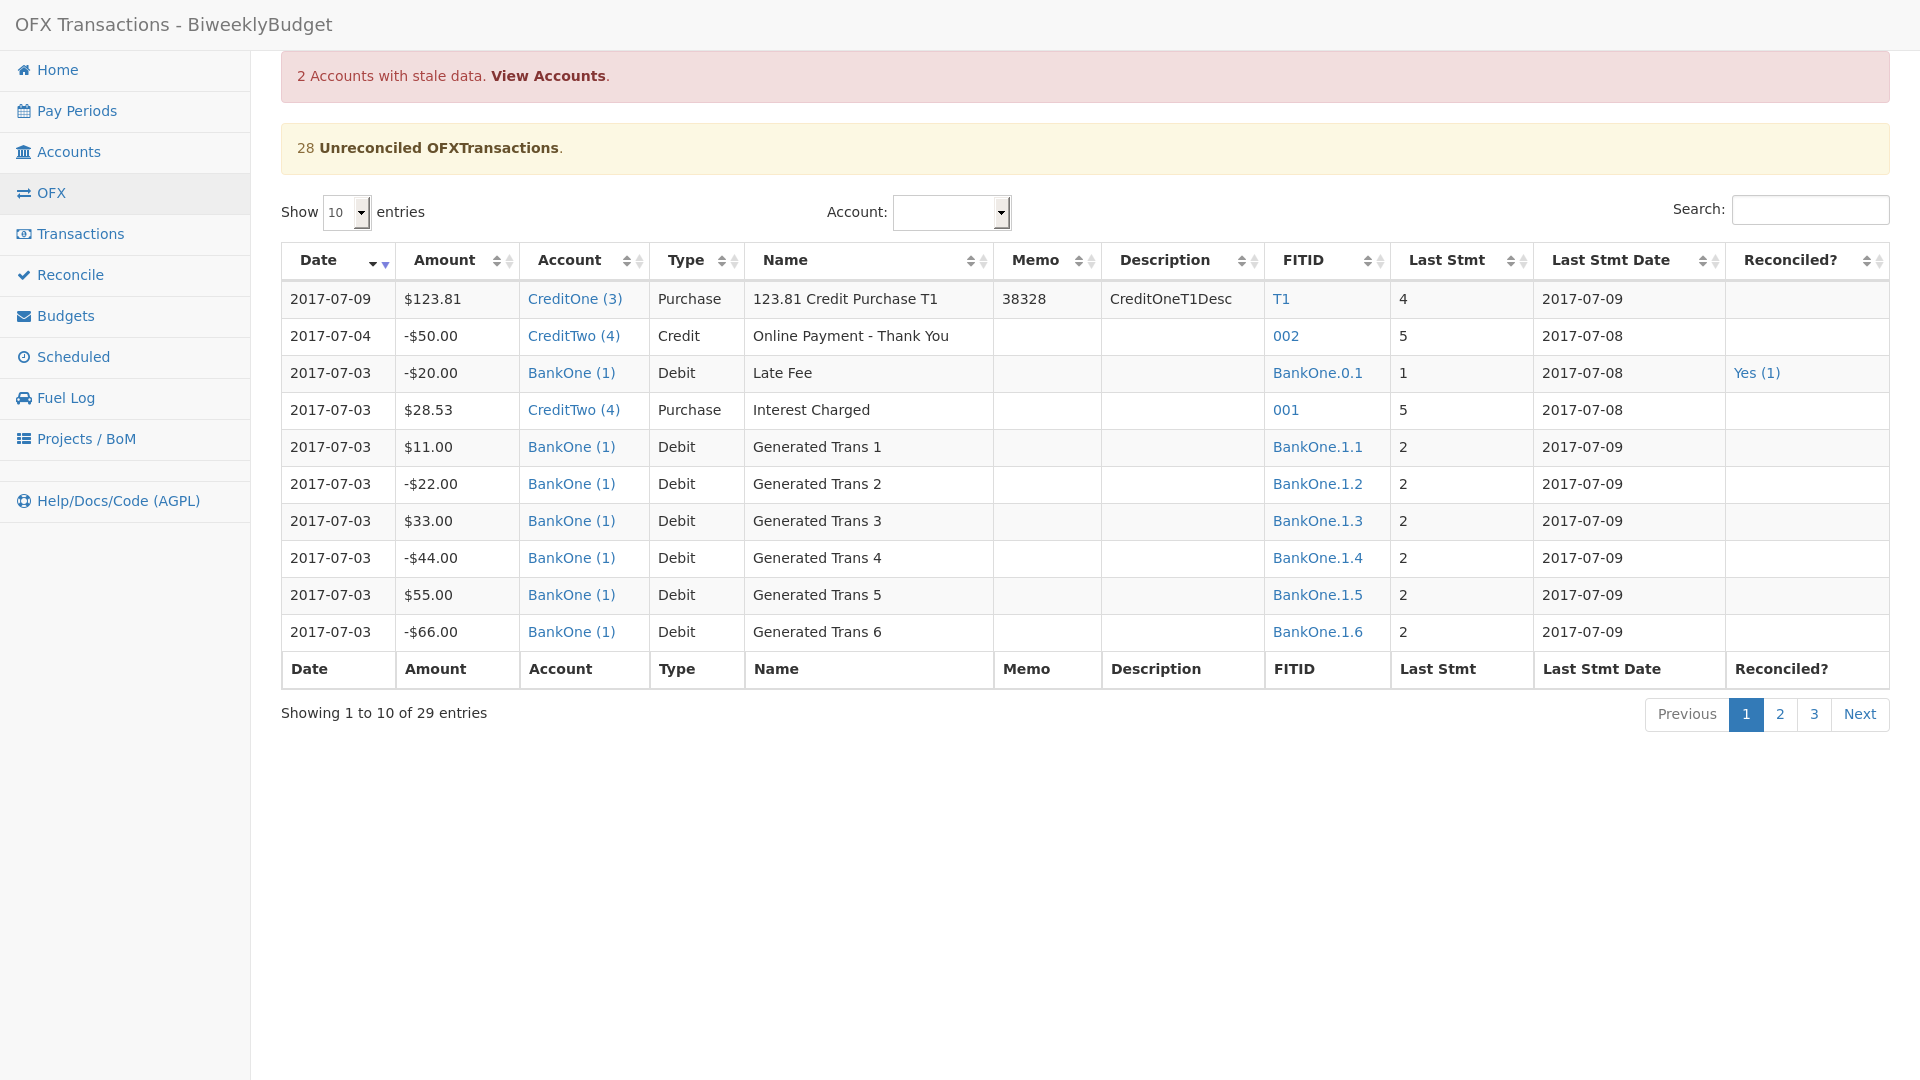 OFX Transactions - BiweeklyBudget
Home
Pay Periods
Accounts
OFX
Transactions
Reconcile
Budgets
Scheduled
Fuel Log
Projects / BoM
Help/Docs/Code (AGPL)
2 Accounts with stale data. View Accounts.
28 Unreconciled OFXTransactions.
Show 10 entries Account: Search:
Date Amount Account Type Name Memo Description FITID Last Stmt Last Stmt Date Reconciled?
2017-07-09 $123.81 CreditOne (3) Purchase 123.81 Credit Purchase T1 38328 CreditOneT1Desc T1 4 2017-07-09
2017-07-04 -$50.00 CreditTwo (4) Credit Online Payment - Thank You 002 5 2017-07-08
2017-07-03 -$20.00 BankOne (1) Debit Late Fee BankOne.0.1 1 2017-07-08 Yes (1)
2017-07-03 $28.53 CreditTwo (4) Purchase Interest Charged 001 5 2017-07-08
2017-07-03 $11.00 BankOne (1) Debit Generated Trans 1 BankOne.1.1 2 2017-07-09
2017-07-03 -$22.00 BankOne (1) Debit Generated Trans 2 BankOne.1.2 2 2017-07-09
2017-07-03 $33.00 BankOne (1) Debit Generated Trans 3 BankOne.1.3 2 2017-07-09
2017-07-03 -$44.00 BankOne (1) Debit Generated Trans 4 BankOne.1.4 2 2017-07-09
2017-07-03 $55.00 BankOne (1) Debit Generated Trans 5 BankOne.1.5 2 2017-07-09
2017-07-03 -$66.00 BankOne (1) Debit Generated Trans 6 BankOne.1.6 2 2017-07-09
Date Amount Account Type Name Memo Description FITID Last Stmt Last Stmt Date Reconciled?
Showing 1 to 10 of 29 entries Previous 1 2 3 Next